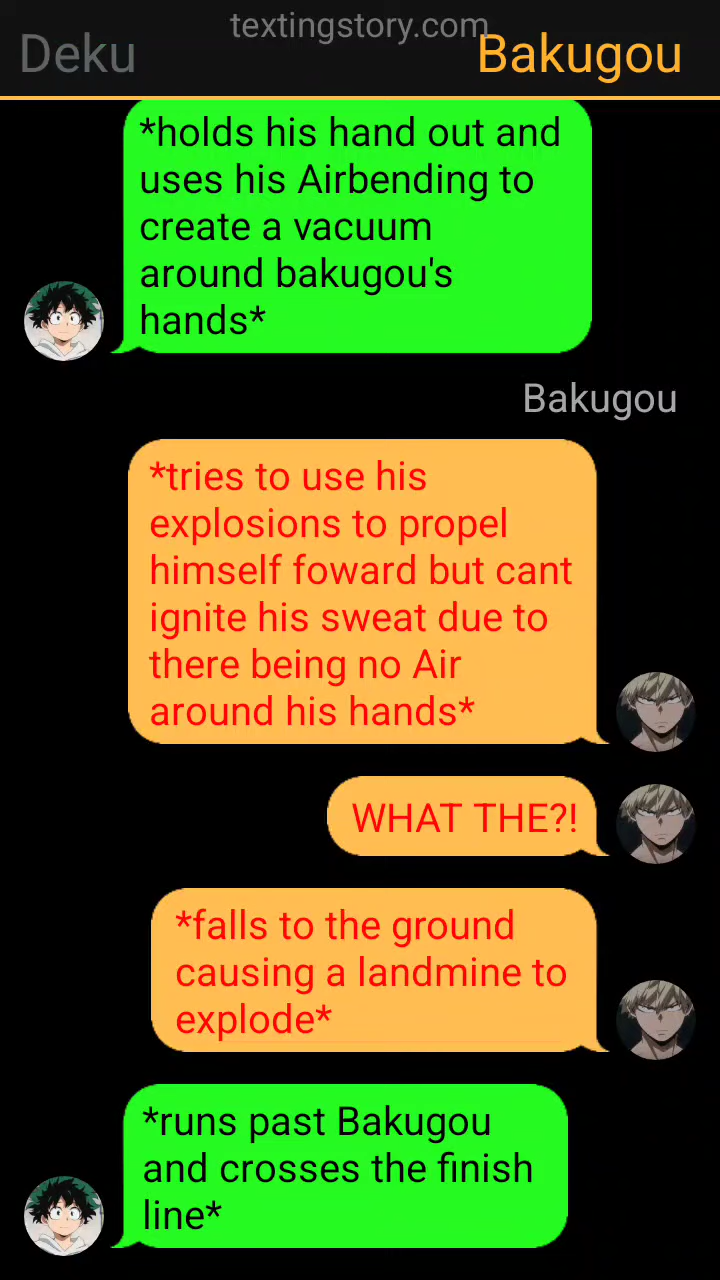 textingstory.com
Deku
Bakugou
*holds his hand out and
uses his Airbending to
create a vacuum
around bakugou's
hands*
Bakugou
*tries to use his
explosions to propel
himself foward but cant
ignite his sweat due to
there being no Air
around his hands*
WHAT THE?!
*falls to the ground
causing a landmine to
explode*
*runs past Bakugou
and crosses the finish
line*